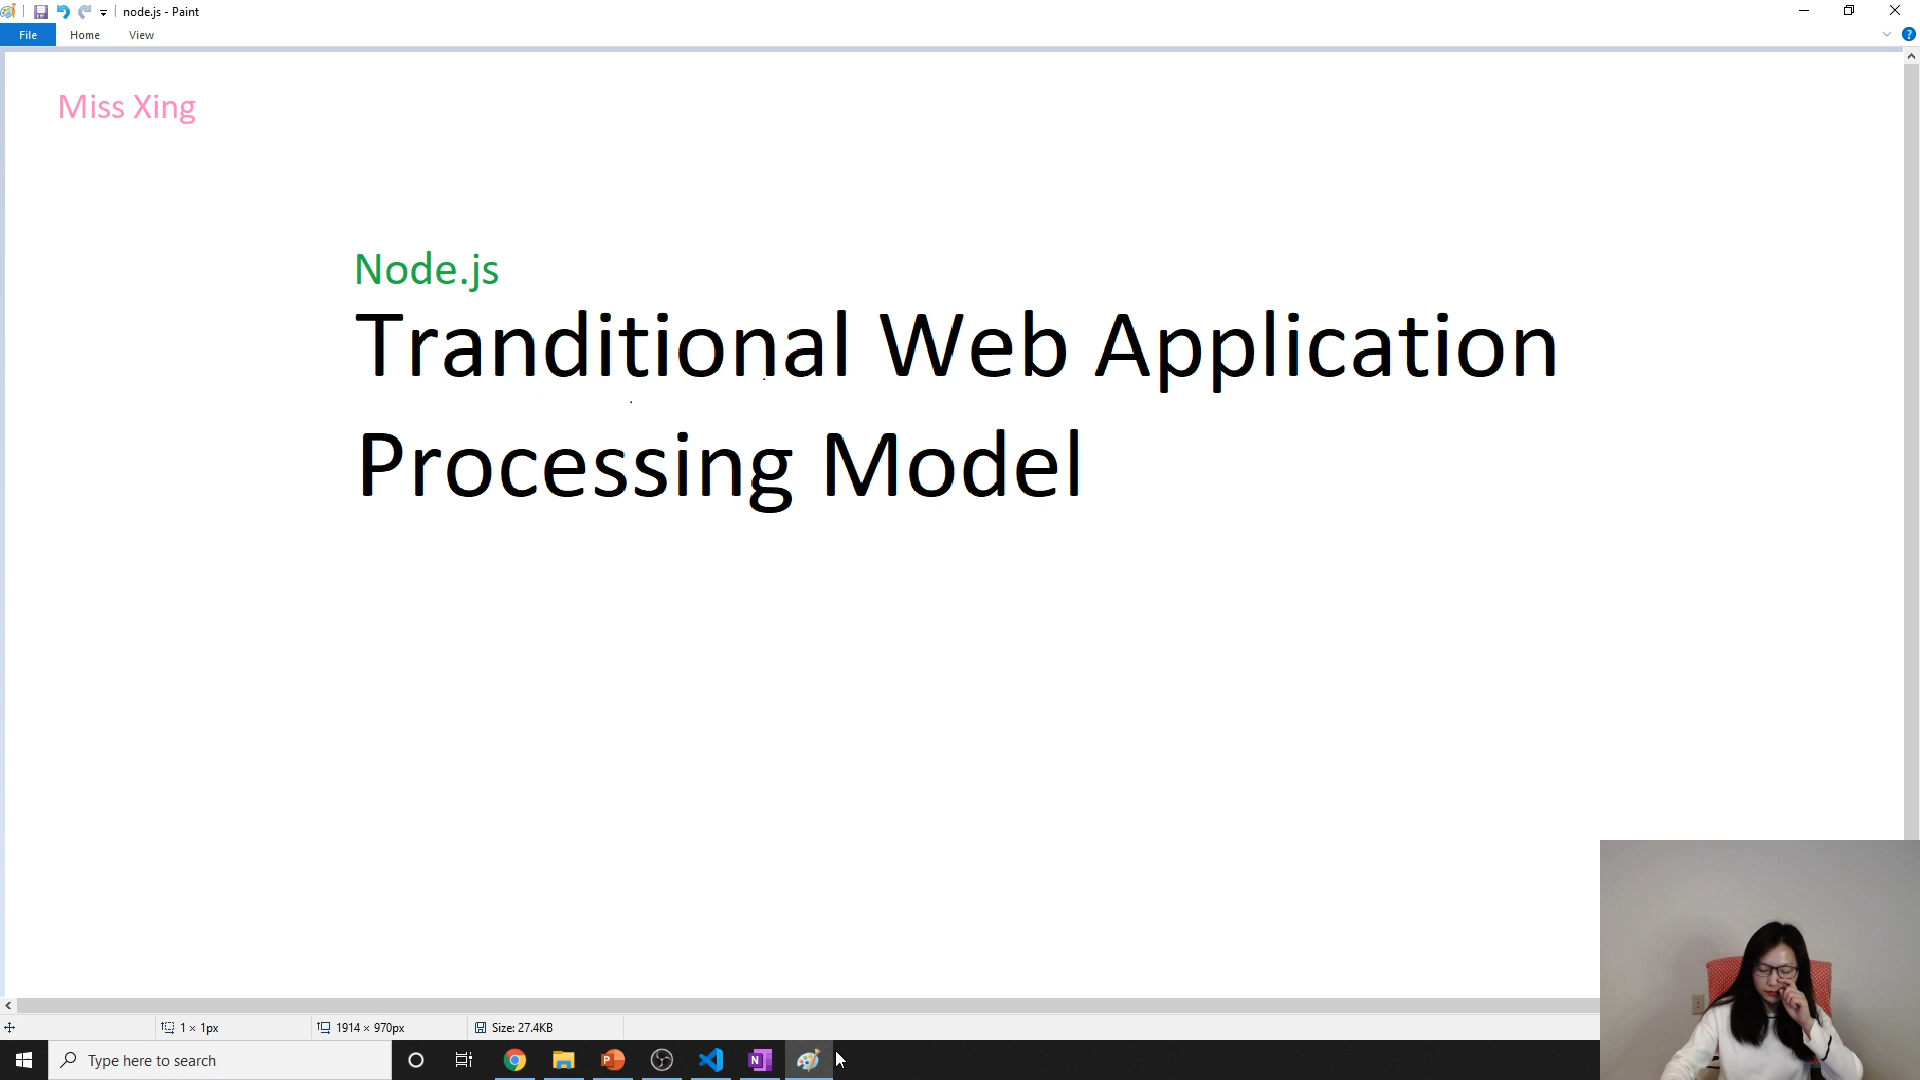 node.js - Paint
File Home View
Miss Xing
Node.js
Tranditional Web Application
Processing Model
1 × 1px 1914 × 970px Size: 27.4KB
Type here to search